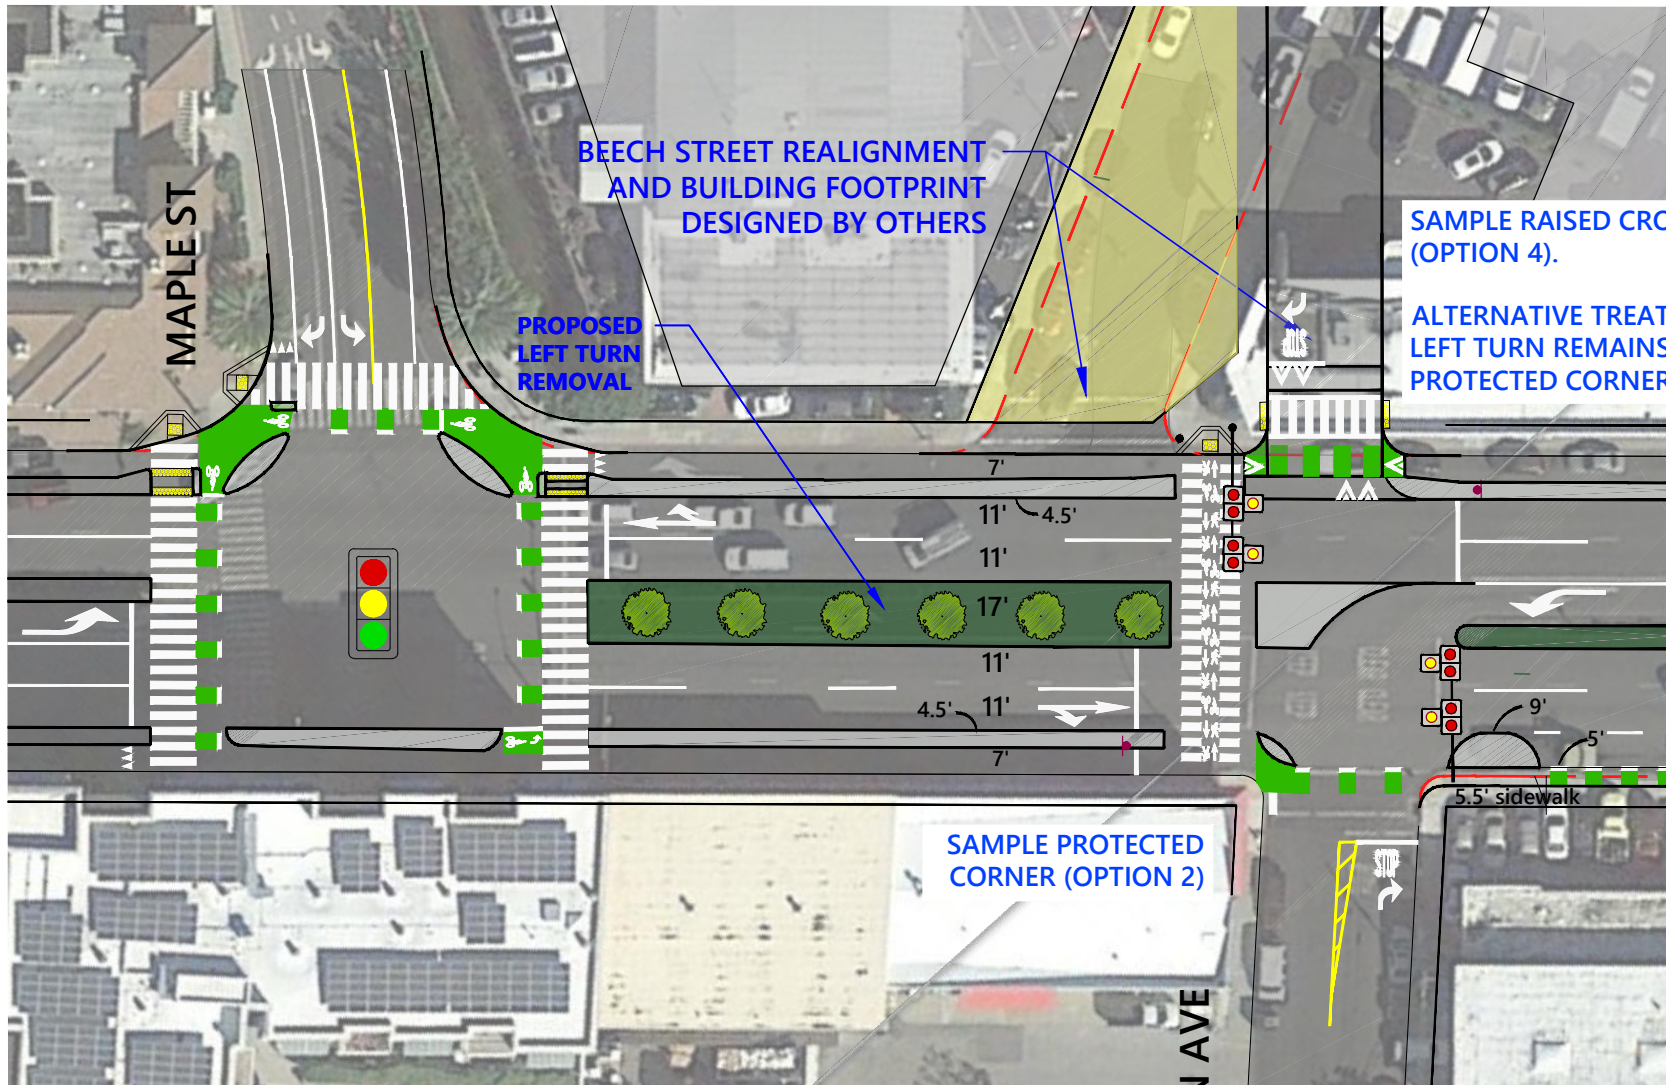 MAPLE ST
BEECH STREET REALIGNMENT
AND BUILDING FOOTPRINT
DESIGNED BY OTHERS
SAMPLE RAISED CRO
(OPTION 4).
ALTERNATIVE TREAT
LEFT TURN REMAINS
PROTECTED CORNER
PROPOSED
LEFT TURN
REMOVAL
7'
11'
4.5'
11'
17'
11'
11'
4.5'
7'
9'
5'
5.5' sidewalk
SAMPLE PROTECTED
CORNER (OPTION 2)
N AVE